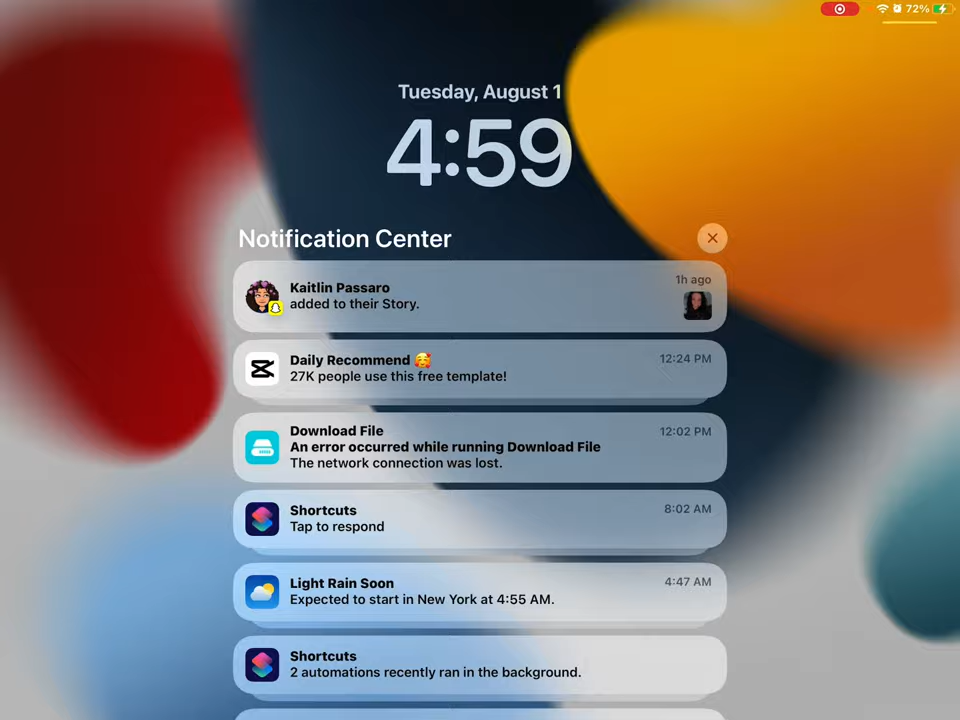 72%
Tuesday, August 1
4:59
Notification Center
Kaitlin Passaro
1h ago
added to their Story.
Daily Recommend 🥰
12:24 PM
27K people use this free template!
Download File
12:02 PM
An error occurred while running Download File
The network connection was lost.
Shortcuts
8:02 AM
Tap to respond
Light Rain Soon
4:47 AM
Expected to start in New York at 4:55 AM.
Shortcuts
2 automations recently ran in the background.